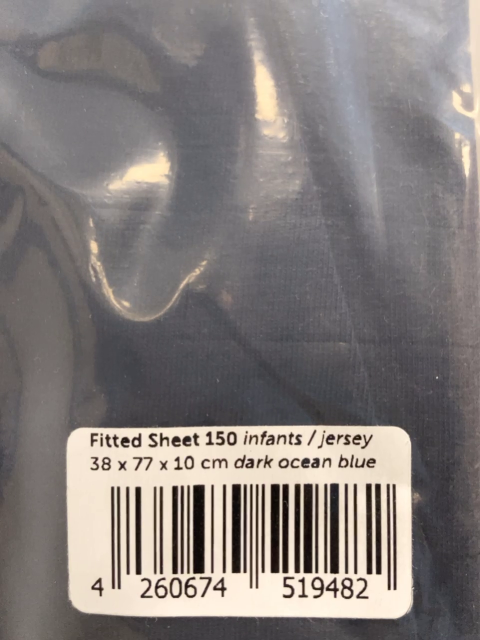 Fitted Sheet 150 infants / jersey
38 x 77 x 10 cm dark ocean blue
4 260674 519482